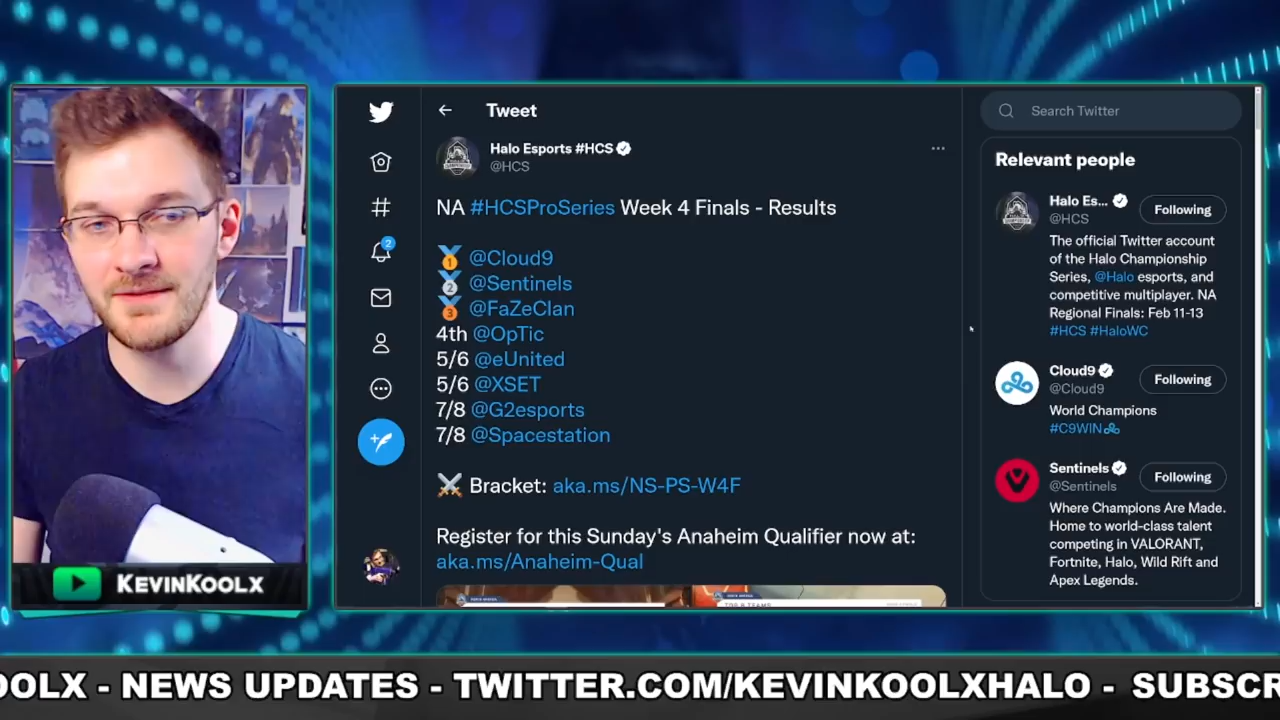 Tweet
Halo Esports #HCS
@HCS
NA #HCSProSeries Week 4 Finals - Results
1 @Cloud9
2 @Sentinels
3 @FaZeClan
4th @OpTic
5/6 @eUnited
5/6 @XSET
7/8 @G2esports
7/8 @Spacestation
Bracket: aka.ms/NS-PS-W4F
Register for this Sunday's Anaheim Qualifier now at:
aka.ms/Anaheim-Qual
2
Search Twitter
Relevant people
Halo Es...
@HCS
Following
The official Twitter account
of the Halo Championship
Series, @Halo esports, and
competitive multiplayer. NA
Regional Finals: Feb 11-13
#HCS #HaloWC
Cloud9
@Cloud9
Following
World Champions
#C9WIN
Sentinels
@Sentinels
Following
Where Champions Are Made.
Home to world-class talent
competing in VALORANT,
Fortnite, Halo, Wild Rift and
Apex Legends.
KEVINKOOLX
OOLX - NEWS UPDATES - TWITTER.COM/KEVINKOOLXHALO - SUBSCR